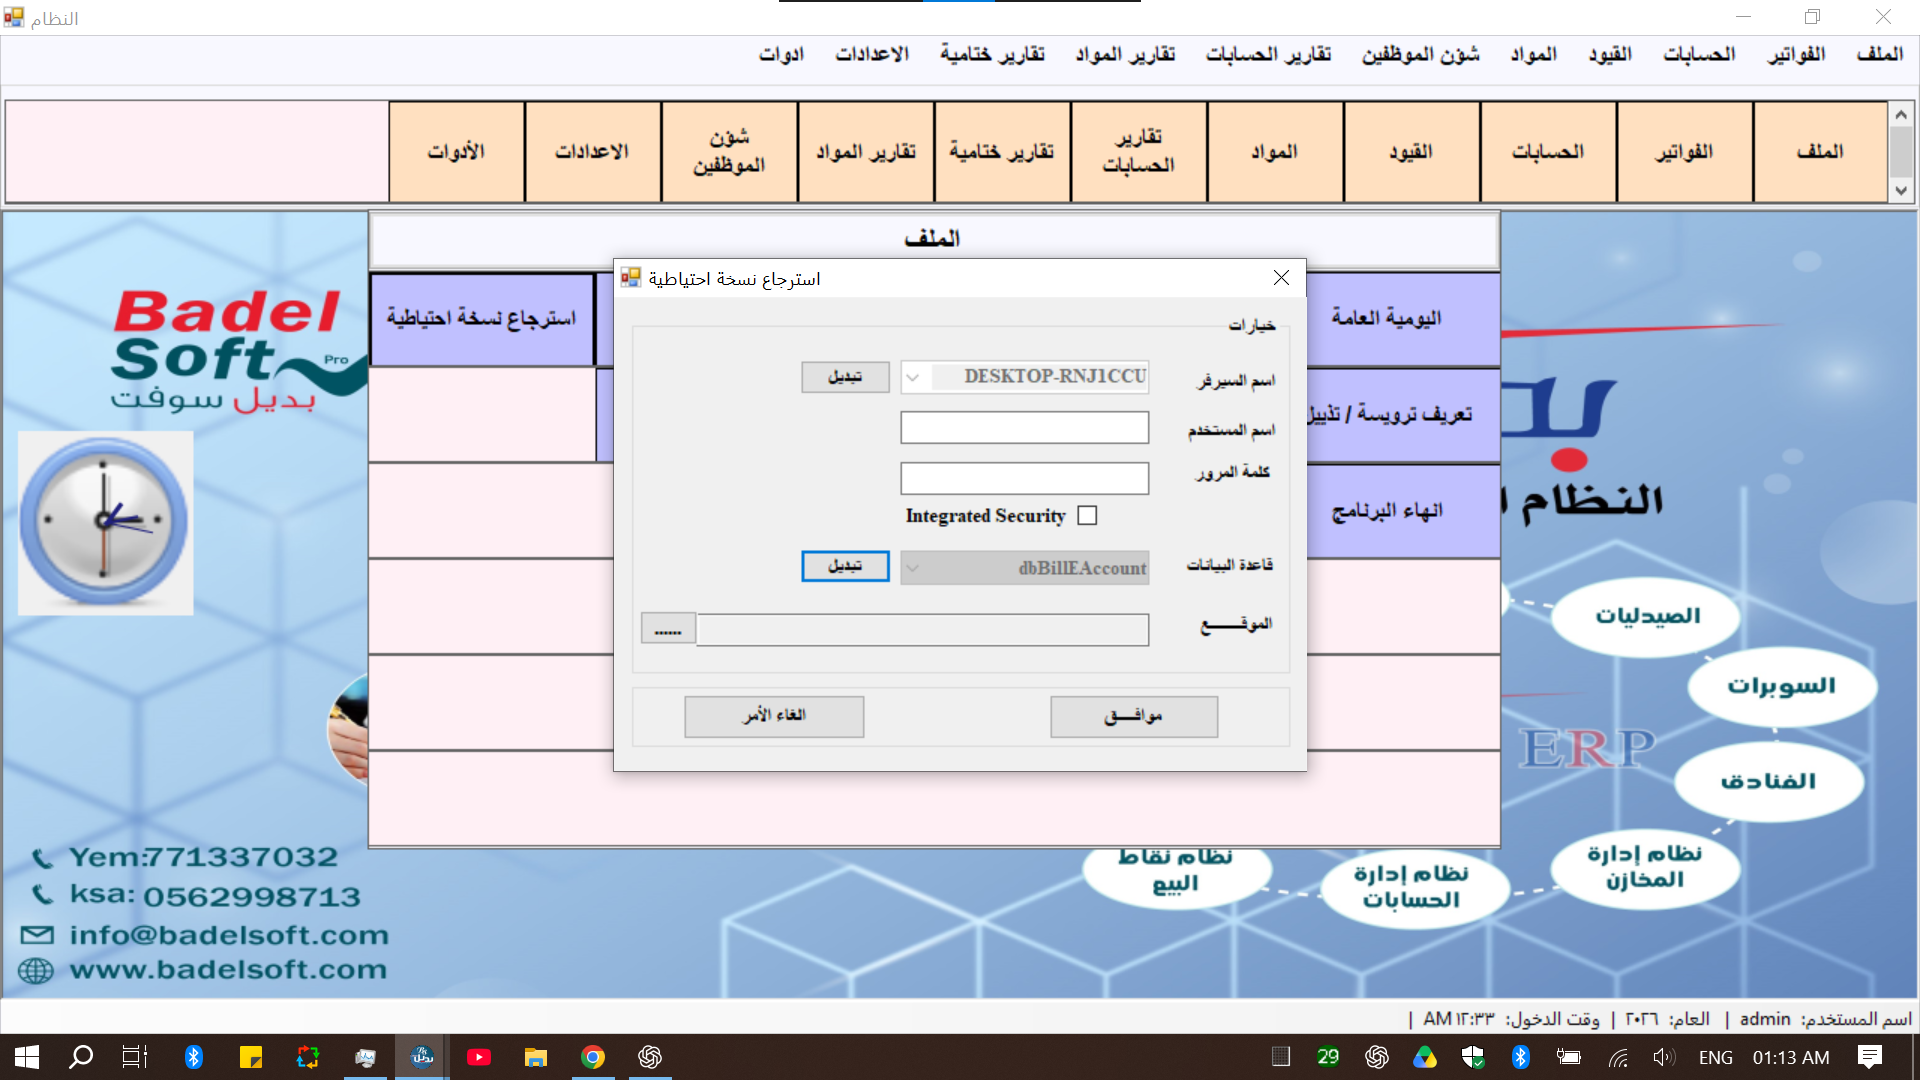 النظام
الملف الفواتير الحسابات القيود المواد شؤن الموظفين تقارير الحسابات تقارير المواد تقارير ختامية الاعدادات ادوات
الملف
الفواتير
الحسابات
القيود
المواد
تقارير
الحسابات
تقارير ختامية
تقارير المواد
شؤن
الموظفين
الاعدادات
الأدوات
الملف
اليومية العامة
استرجاع نسخة احتياطية
تعريف ترويسة / تذييل
انهاء البرنامج
استرجاع نسخة احتياطية
خيارات
اسم السيرفر
DESKTOP-RNJ1CCU
تبديل
اسم المستخدم
كلمة المرور
Integrated Security
قاعدة البيانات
dbBillEAccount
تبديل
الموقـــــع
......
موافـــق
الغاء الأمر
Badel
Soft
Pro
بديل سوفت
النظام
الصيدليات
السوبرات
ERP
الفنادق
نظام إدارة
المخازن
نظام إدارة
الحسابات
نظام نقاط
البيع
Yem:771337032
ksa: 0562998713
info@badelsoft.com
www.badelsoft.com
اسم المستخدم: admin | العام: ٢٠٢٦ | وقت الدخول: ١٢:٣٣ AM |
29
ENG
01:13 AM